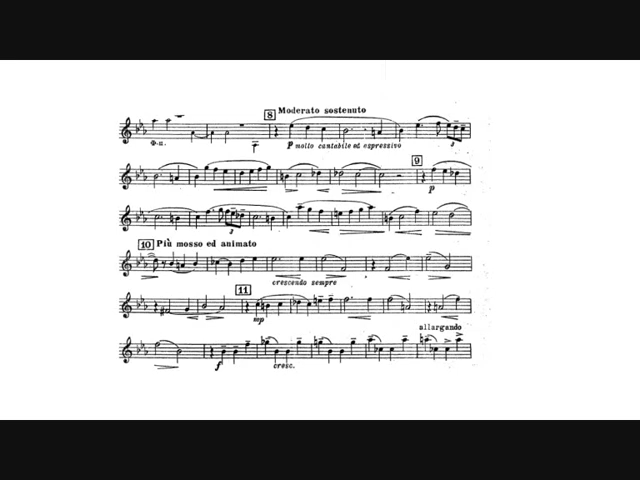 8 Moderato sostenuto
p molto cantabile ed espressivo
3
9
p
3
10 Più mosso ed animato
crescendo sempre
11
mp
allargando
f cresc.